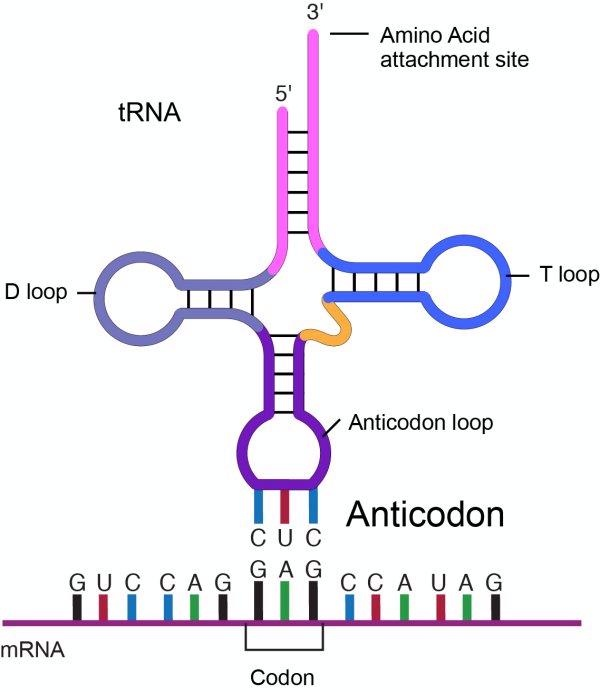 3'
Amino Acid
attachment site
5'
tRNA
D loop
T loop
Anticodon loop
Anticodon
C U C
G U C C A G G A G C C A U A G
mRNA
Codon